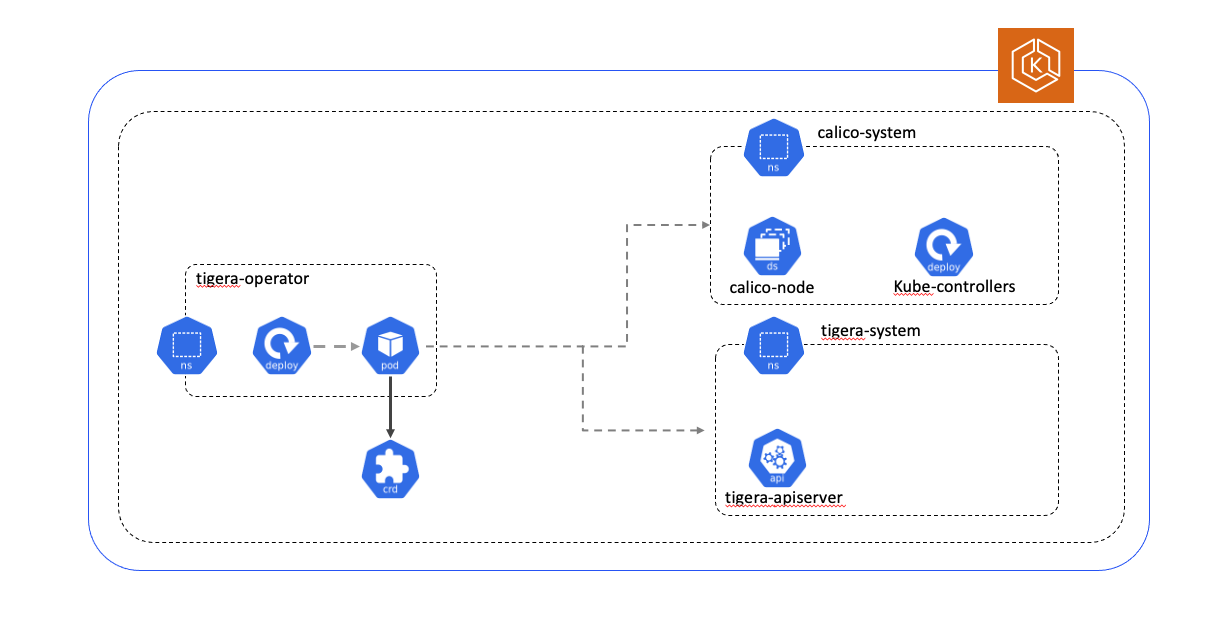 K
calico-system
ns
ds
deploy
calico-node
Kube-controllers
tigera-operator
ns
deploy
pod
crd
tigera-system
ns
api
tigera-apiserver